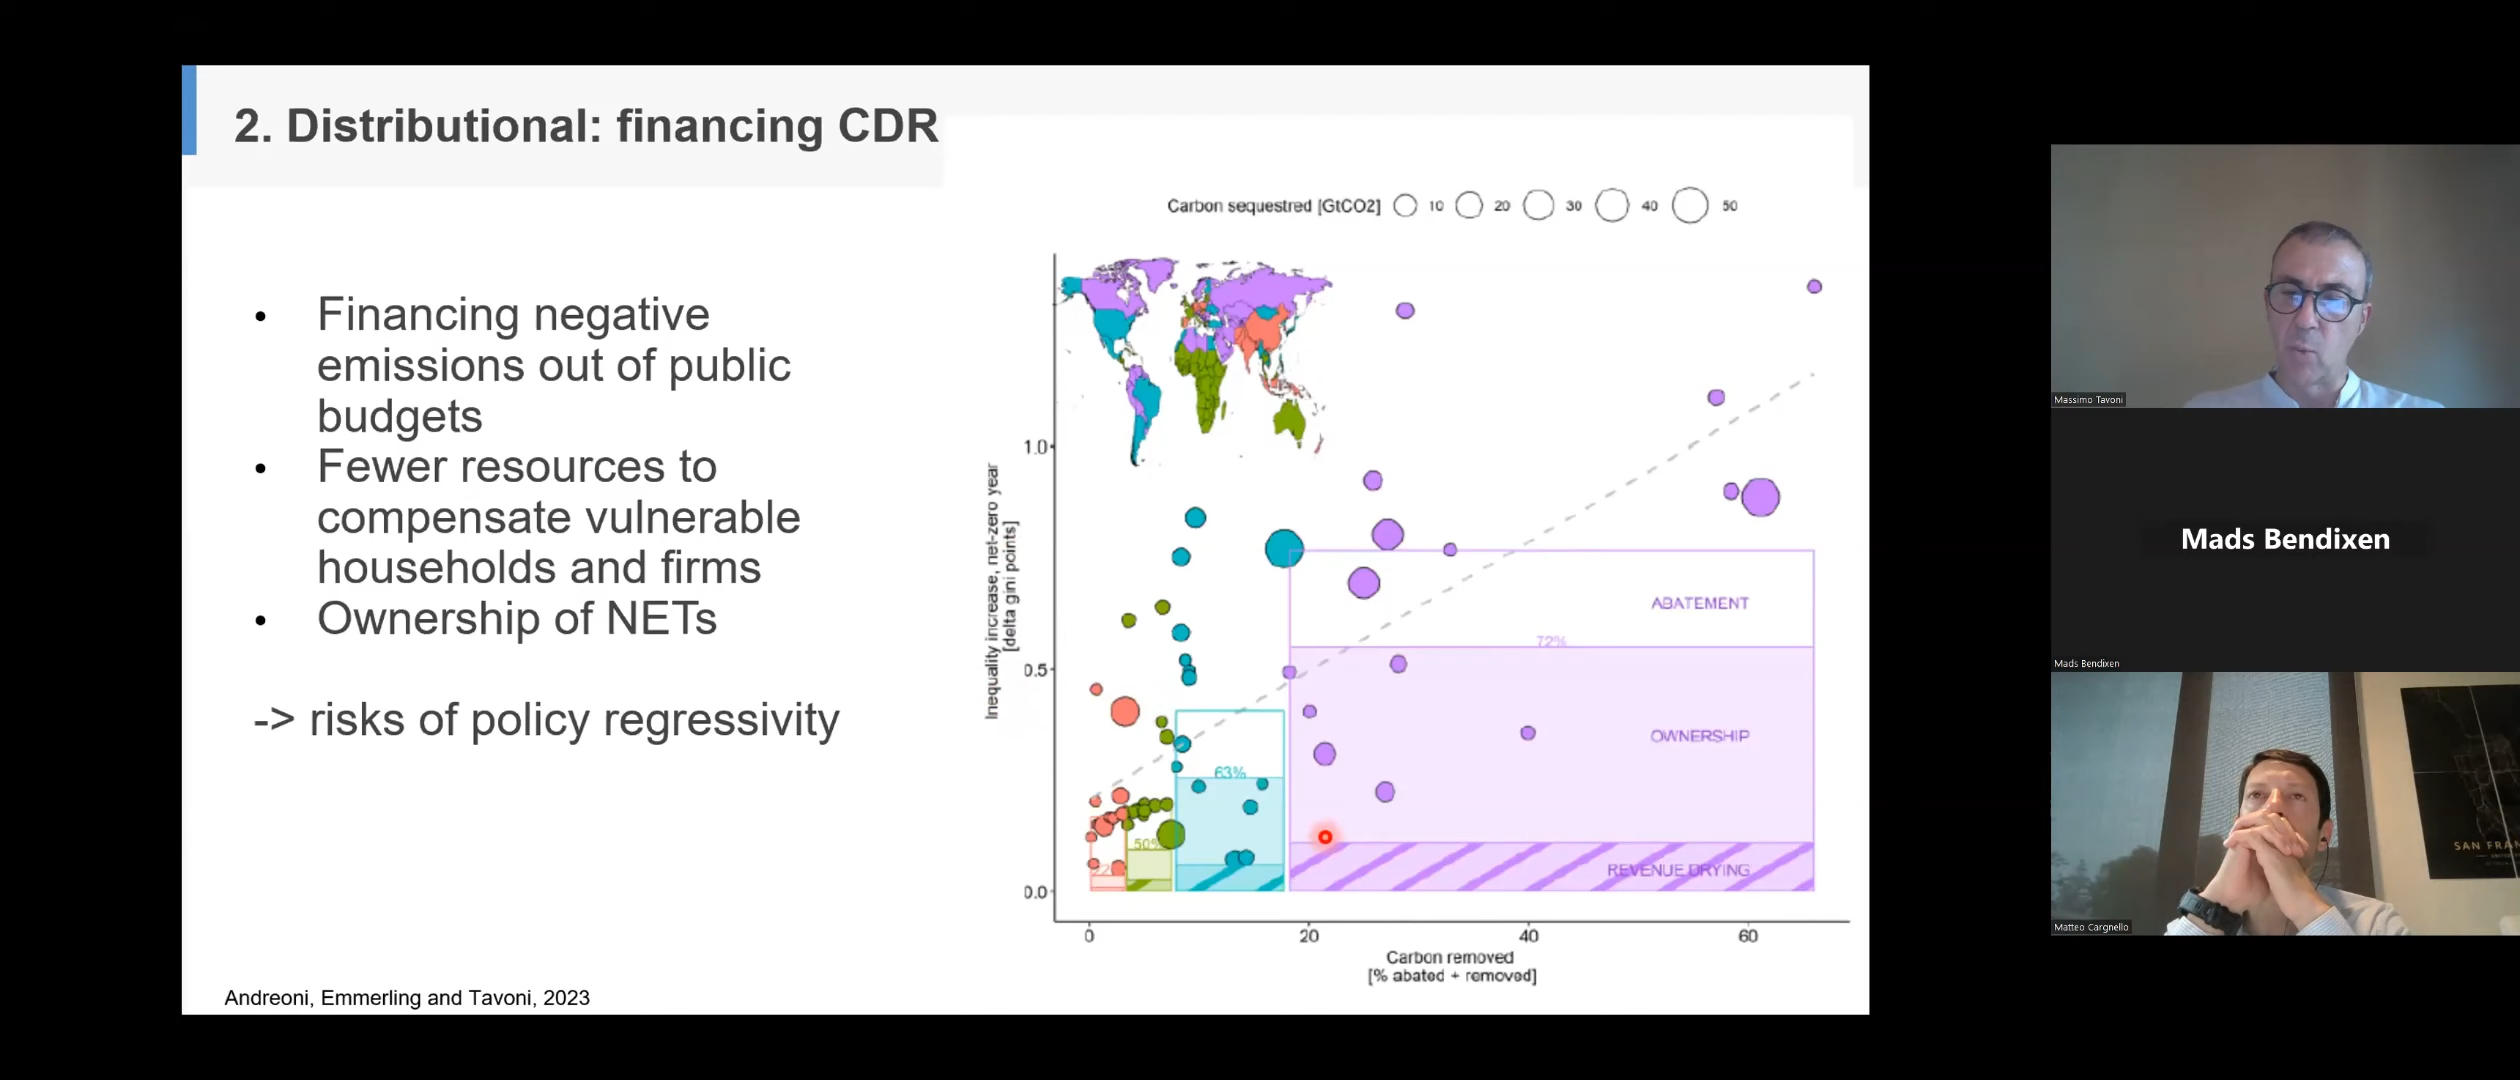 2. Distributional: financing CDR
• Financing negative
emissions out of public
budgets
• Fewer resources to
compensate vulnerable
households and firms
• Ownership of NETs
-> risks of policy regressivity
Andreoni, Emmerling and Tavoni, 2023
Carbon sequestred [GtCO2] 10 20 30 40 50
Inequality increase, net-zero year
[delta gini points]
1.0
0.5
0.0
ABATEMENT
72%
OWNERSHIP
63%
50%
REVENUE DRYING
0 20 40 60
Carbon removed
[% abated + removed]
Massimo Tavoni
Mads Bendixen
Mads Bendixen
SAN FRAN
Matteo Cargnello